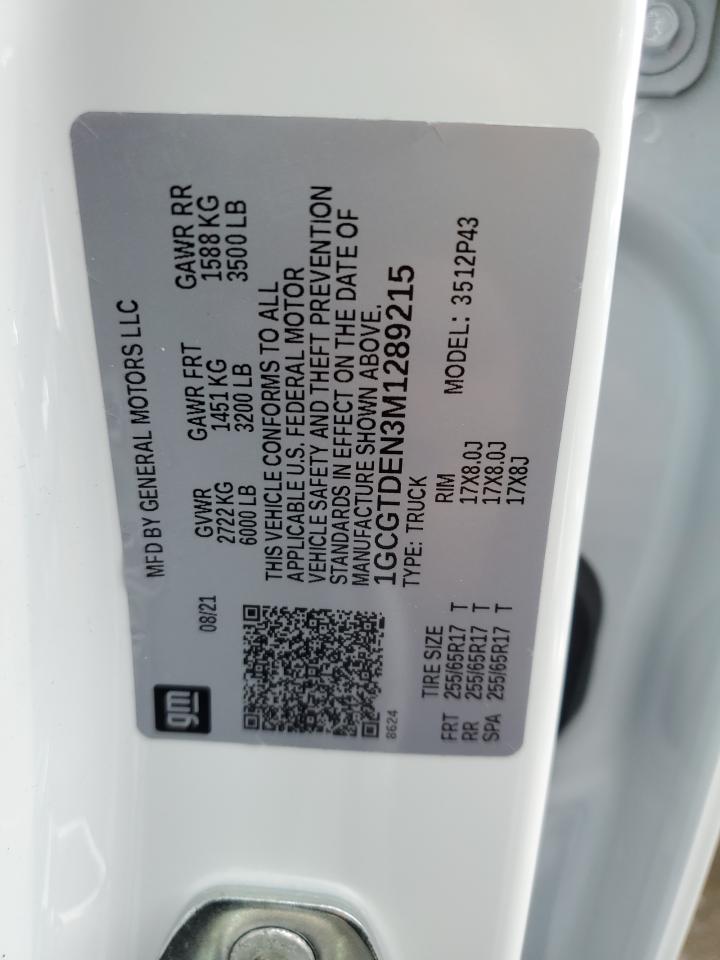 gm
MFD BY GENERAL MOTORS LLC
08/21
GVWR GAWR FRT GAWR RR
2722 KG 1451 KG 1588 KG
6000 LB 3200 LB 3500 LB
THIS VEHICLE CONFORMS TO ALL
APPLICABLE U.S. FEDERAL MOTOR
VEHICLE SAFETY AND THEFT PREVENTION
STANDARDS IN EFFECT ON THE DATE OF
MANUFACTURE SHOWN ABOVE.
1GCGTDEN3M1289215
8624
TYPE: TRUCK
MODEL: 3512P43
TIRE SIZE RIM
FRT 255/65R17 T 17X8.0J
RR 255/65R17 T 17X8.0J
SPA 255/65R17 T 17X8J